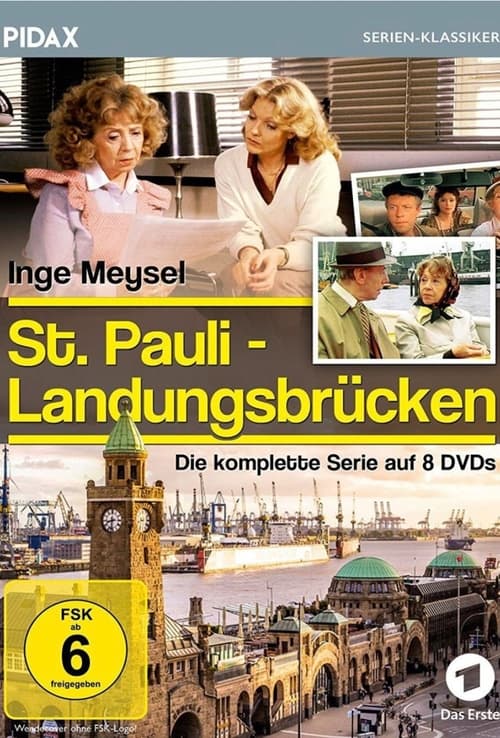 PIDAX
SERIEN-KLASSIKER
Inge Meysel
St. Pauli -
Landungsbrücken
Die komplette Serie auf 8 DVDs
FSK
ab
6
freigegeben
Wendecover ohne FSK-Logo!
1
Das Erste